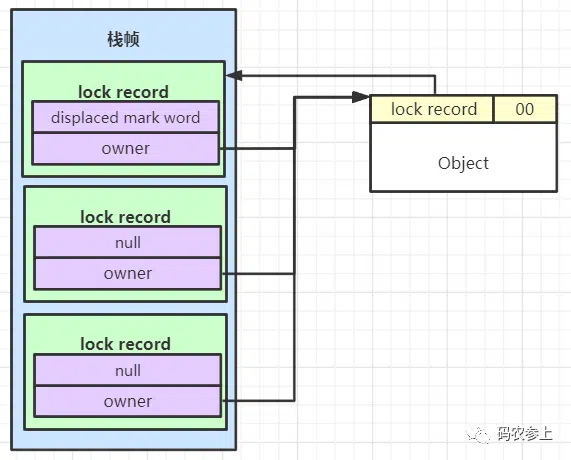 栈帧
lock record
displaced mark word
owner
lock record
null
owner
lock record
null
owner
lock record 00
Object
码农参上